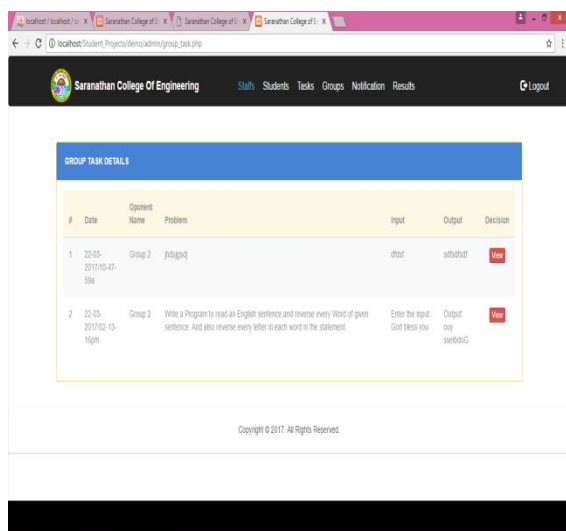 localhost / localhost / Saranathan College of E Saranathan College of E Saranathan College of E
localhost/Student_Projects/demo/admin/group_task.php
Saranathan College Of Engineering Staffs Students Tasks Groups Notification Results Logout
GROUP TASK DETAILS
# Date Oponent Name Problem Input Output Decision
1 22-03-2017/10-47-59a Group 2 View
2 22-03-2017/02-13-16pm Group 2 Write a Program to read an English sentence and reverse every Word of given sentence. And also reverse every letter in each word in the statement. Enter the input: God bless you Output: ouy sselbdoG View
Copyright © 2017. All Rights Reserved.